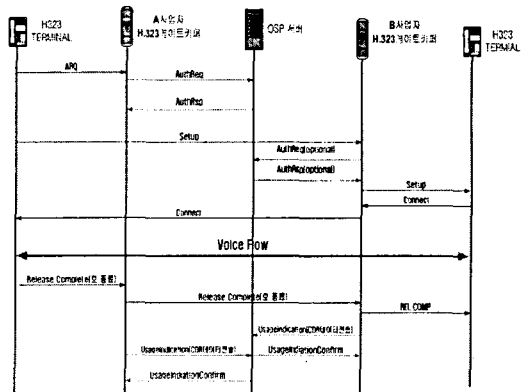 H323
TERMINAL
A사업자
H.323게이트키퍼
OSP 서버
B사업자
H.323게이트키퍼
H323
TERMIAL
ARQ
AuthReq
AuthRsp
Setup
AuthReq(optional)
AuthRsp(optional)
Setup
Connect
Connect
Voice Flow
Release Complete(호 종료)
Release Complete(호 종료)
REL COMP
UsageIndication(CDR데이터전송)
UsageIndication(CDR데이터전송)
UsageIndiationConfirm
UsageIndiationConfirm